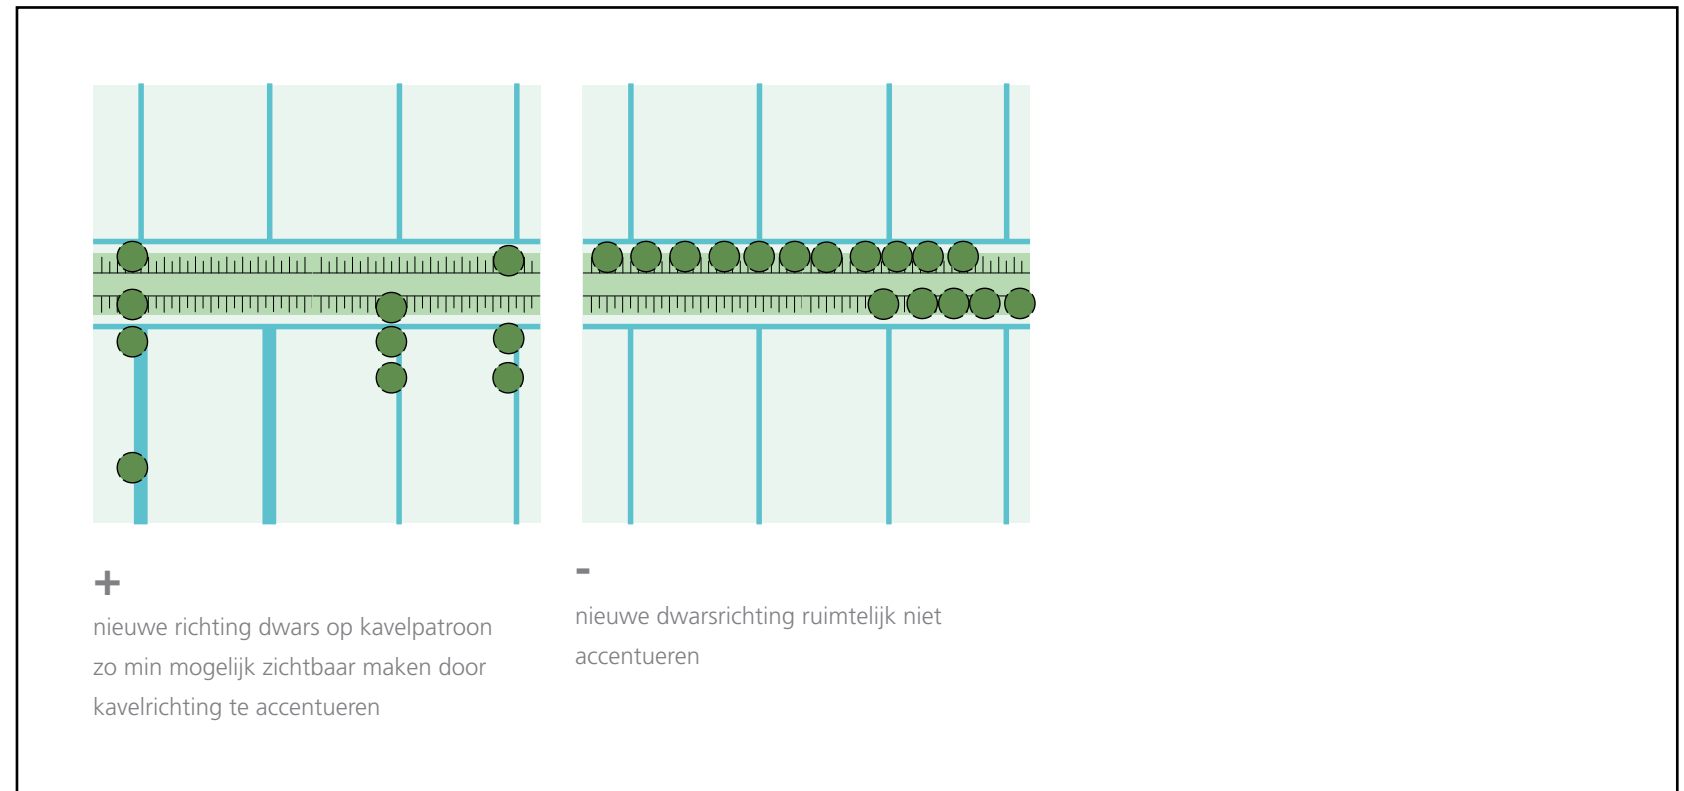 +
nieuwe richting dwars op kavelpatroon
zo min mogelijk zichtbaar maken door
kavelrichting te accentueren
-
nieuwe dwarsrichting ruimtelijk niet
accentueren